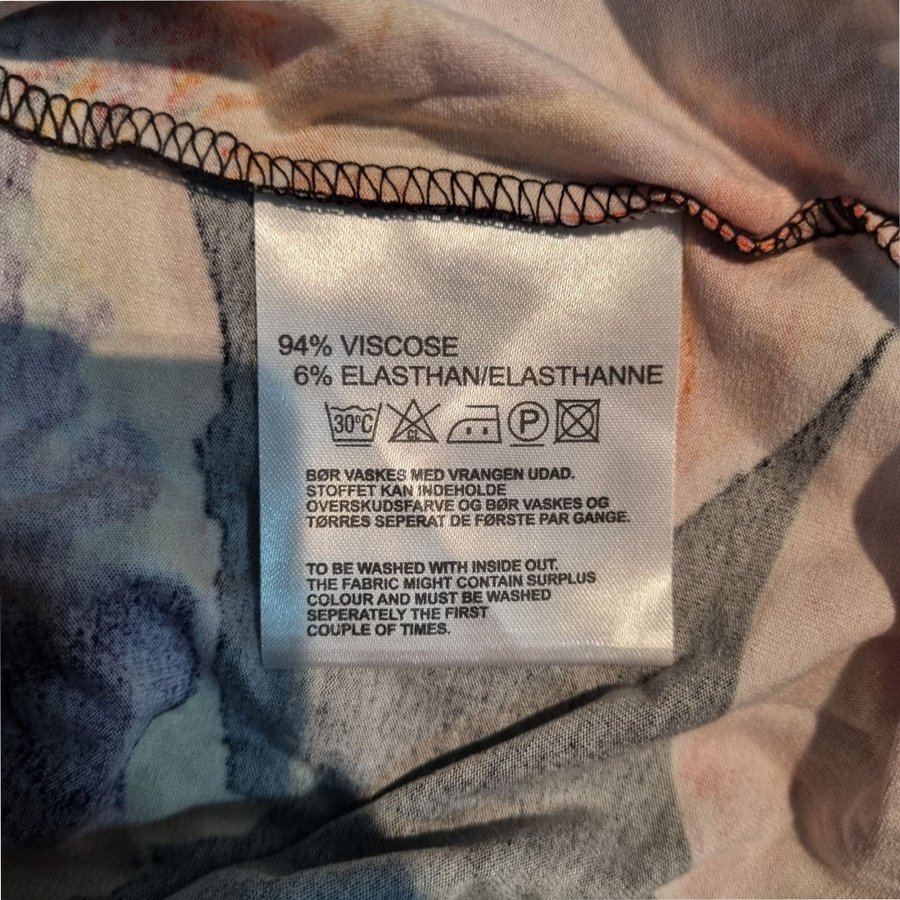 94% VISCOSE
6% ELASTHAN/ELASTHANNE
30°C CL P
BØR VASKES MED VRANGEN UDAD.
STOFFET KAN INDEHOLDE
OVERSKUDSFARVE OG BØR VASKES OG
TØRRES SEPERAT DE FØRSTE PAR GANGE.
TO BE WASHED WITH INSIDE OUT.
THE FABRIC MIGHT CONTAIN SURPLUS
COLOUR AND MUST BE WASHED
SEPERATELY THE FIRST
COUPLE OF TIMES.